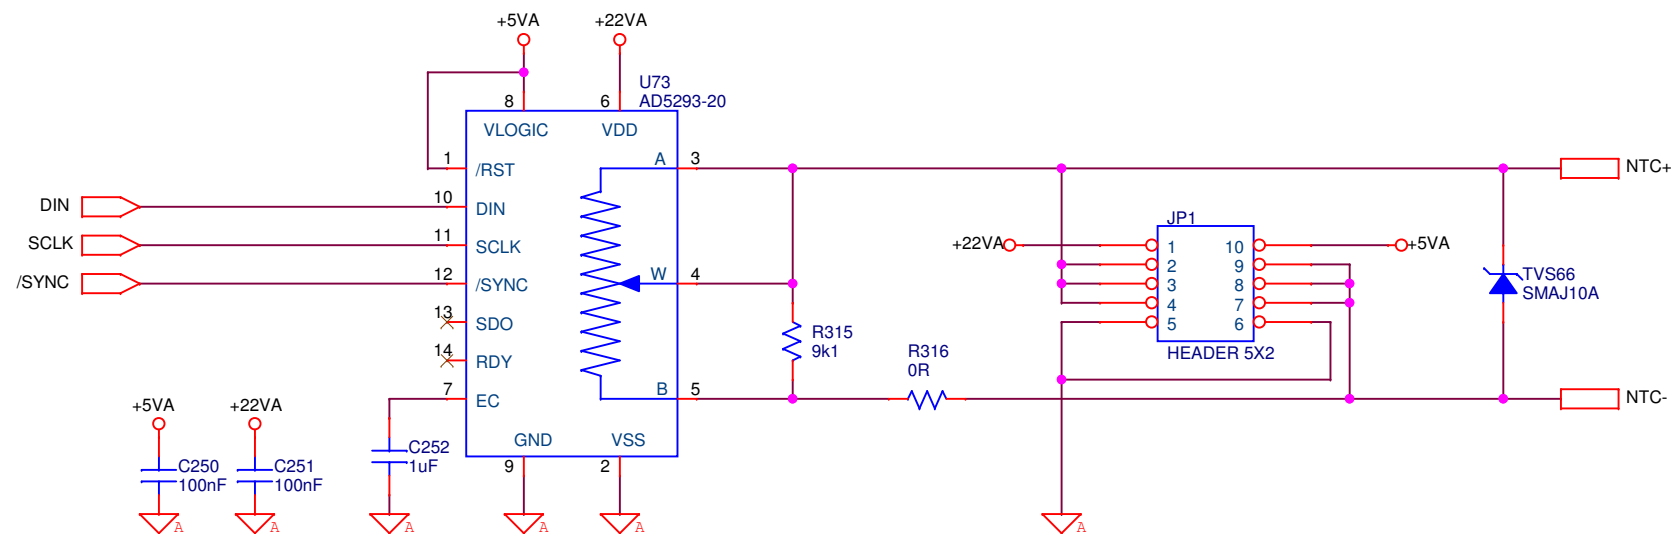 +5VA
+22VA
U73
AD5293-20
8
6
VLOGIC
VDD
1
/RST
A
3
NTC+
DIN
10
DIN
SCLK
11
SCLK
/SYNC
12
/SYNC
W
4
13
SDO
14
RDY
7
EC
B
5
R315
9k1
R316
0R
JP1
+22VA
1
10
+5VA
2
9
3
8
4
7
5
6
HEADER 5X2
TVS66
SMAJ10A
NTC-
+5VA
+22VA
C250
100nF
C251
100nF
C252
1uF
GND
VSS
9
2
A
A
A
A
A
A